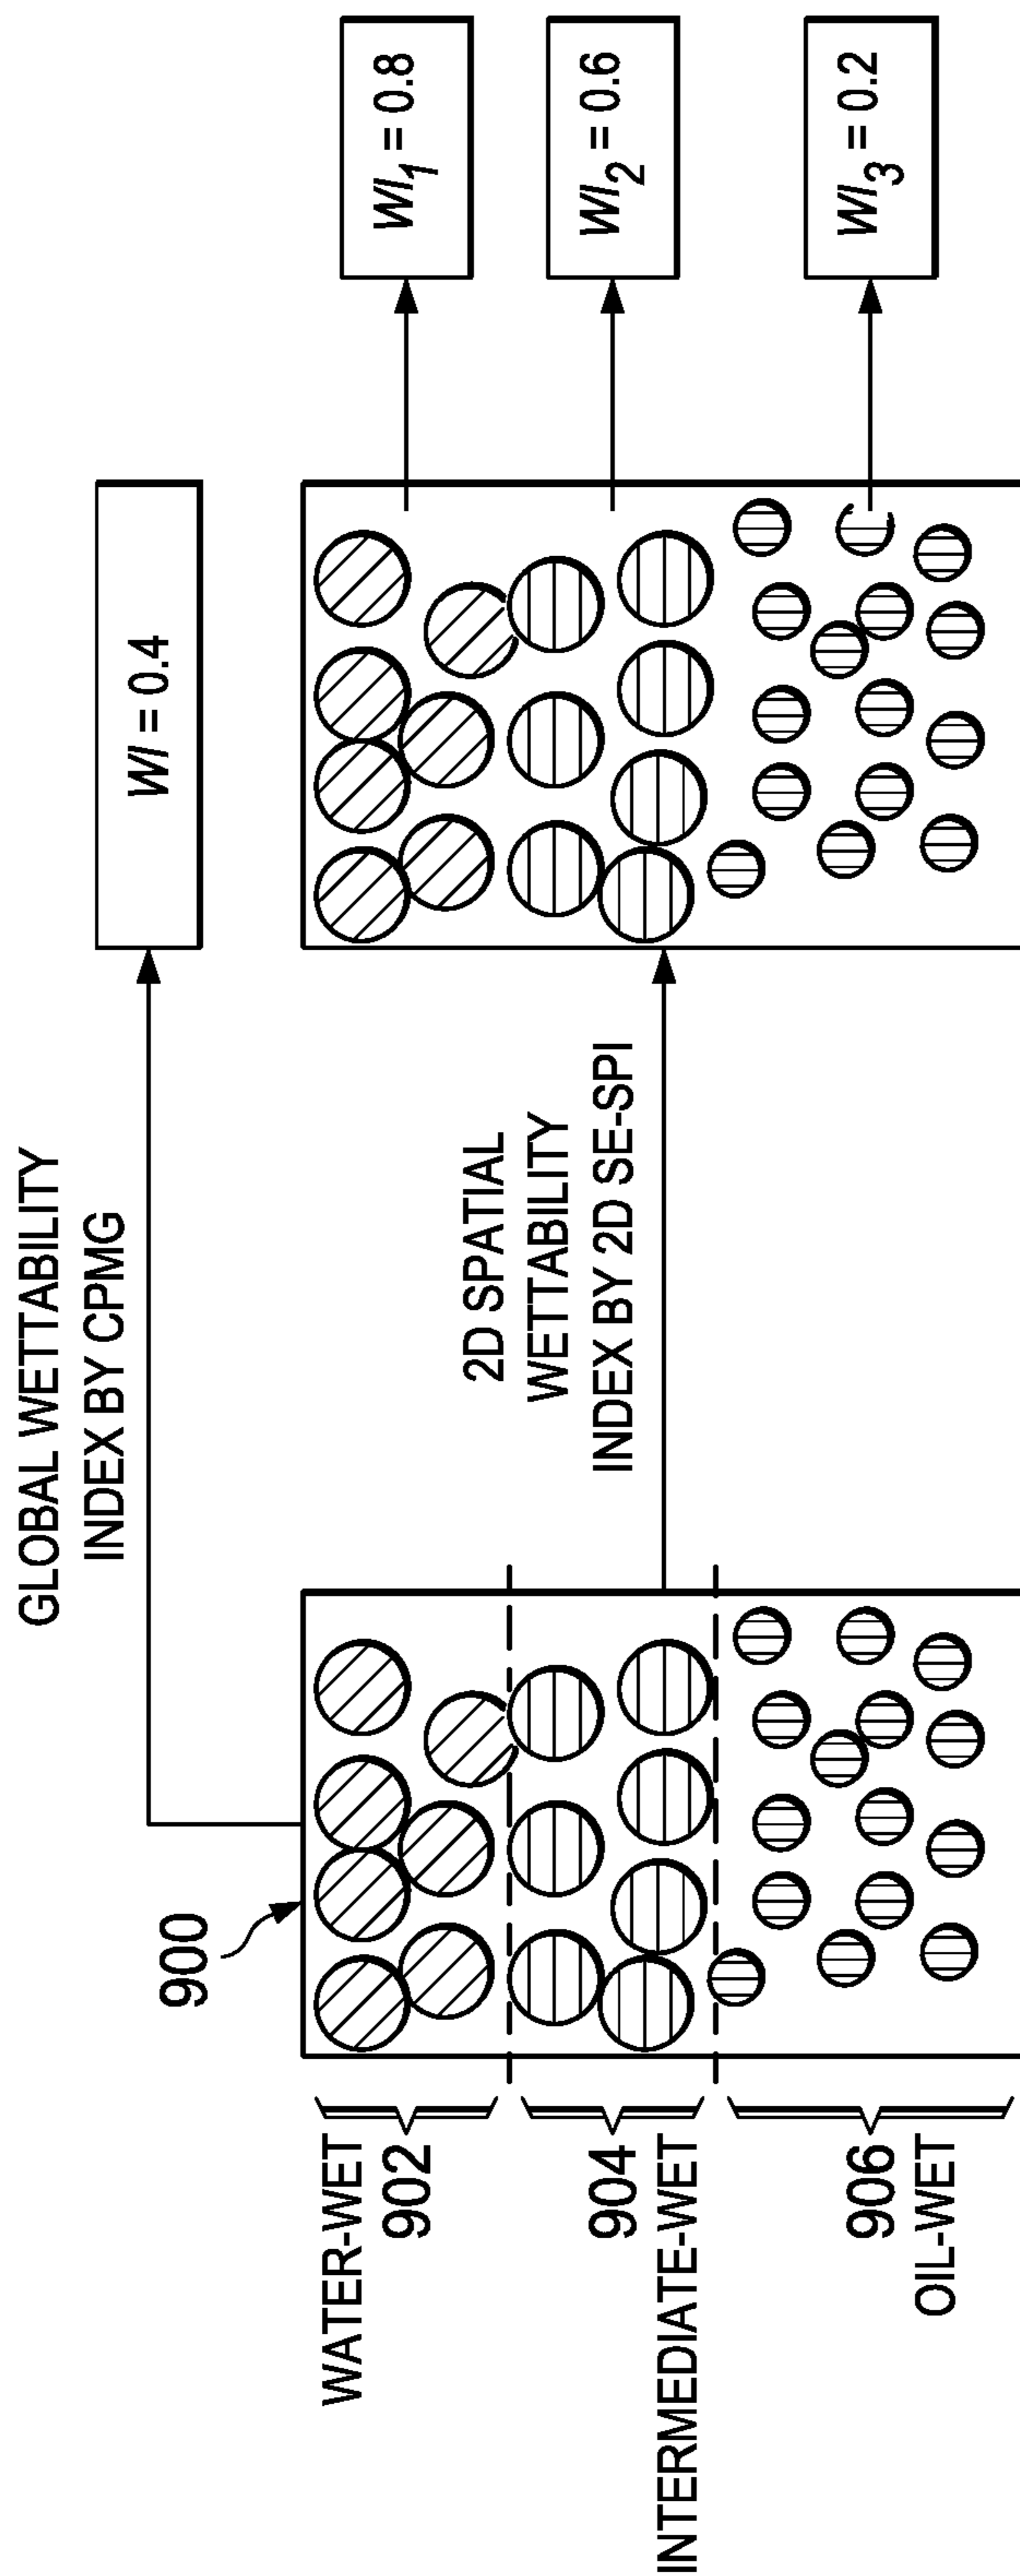 GLOBAL WETTABILITY
INDEX BY CPMG
WI = 0.4
900
WATER-WET
902
904
INTERMEDIATE-WET
906
OIL-WET
2D SPATIAL
WETTABILITY
INDEX BY 2D SE-SPI
WI1 = 0.8
WI2 = 0.6
WI3 = 0.2